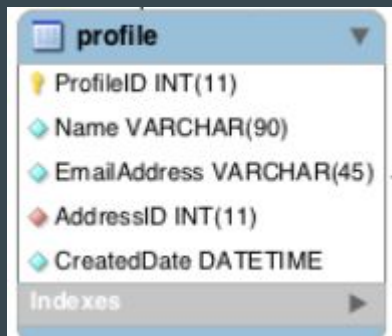 profile
ProfileID INT(11)
Name VARCHAR(90)
EmailAddress VARCHAR(45)
AddressID INT(11)
CreatedDate DATETIME
Indexes